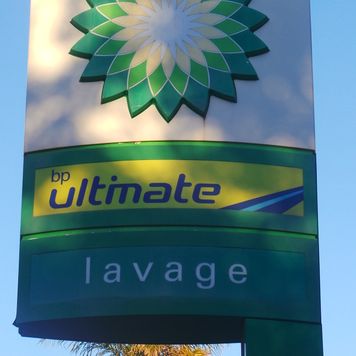 bp
ultimate
lavage